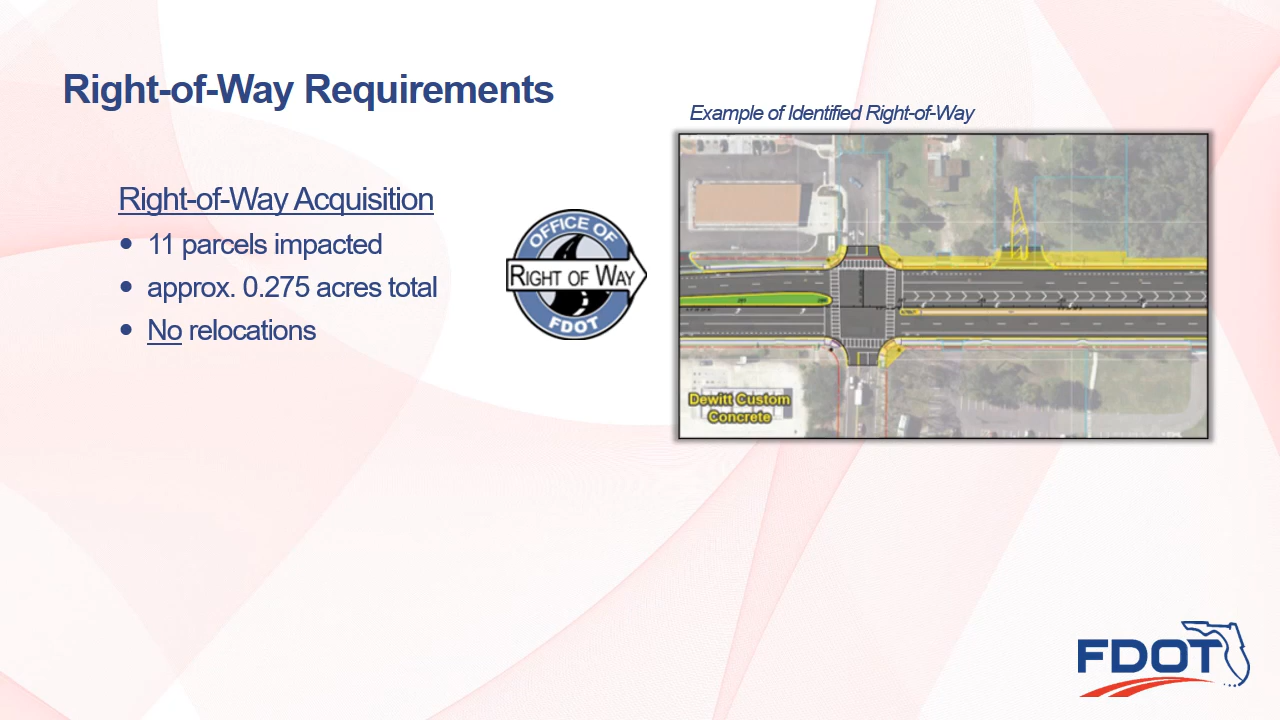 Right-of-Way Requirements
Example of Identified Right-of-Way
Right-of-Way Acquisition
• 11 parcels impacted
• approx. 0.275 acres total
• No relocations
OFFICE OF
RIGHT OF WAY
FDOT
Dewitt Custom
Concrete
FDOT